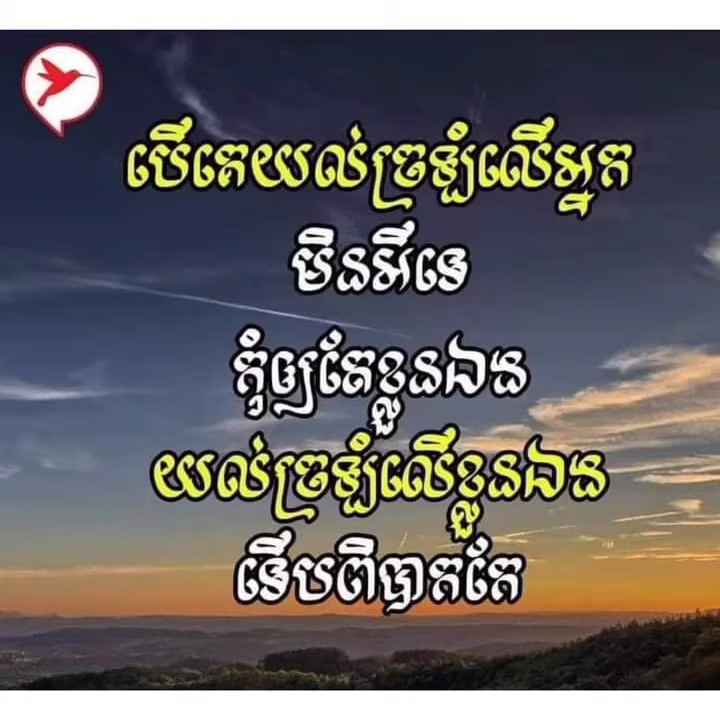 បើគេយល់ច្រឡំលើអ្នក
មិនអីទេ
កុំឲ្យតែខ្លួនឯង
យល់ច្រឡំលើខ្លួនឯង
ទើបពិបាកកែ